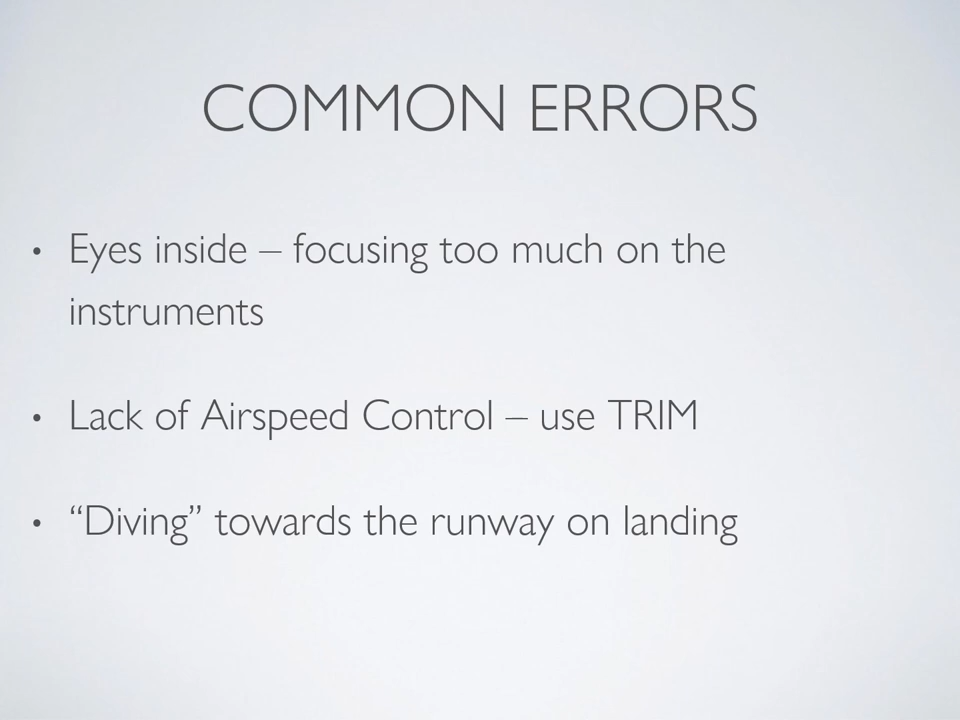 COMMON ERRORS
• Eyes inside – focusing too much on the
instruments
• Lack of Airspeed Control – use TRIM
• “Diving” towards the runway on landing